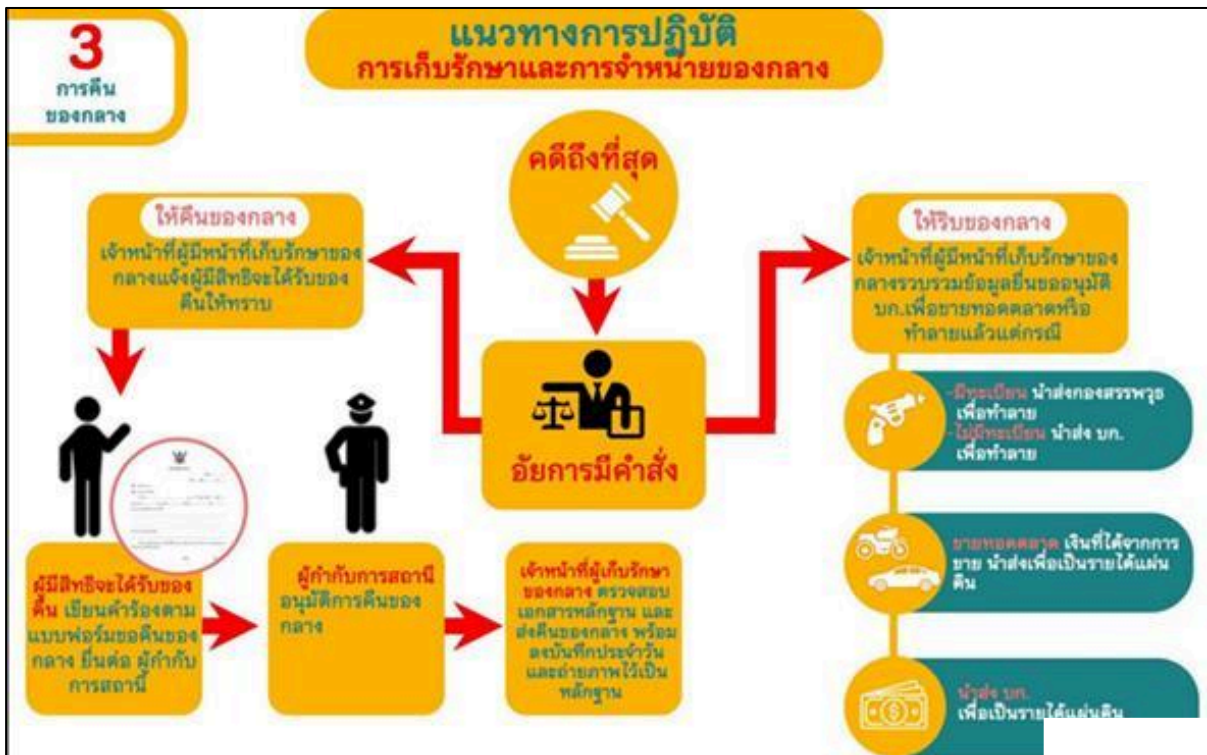 3
การคืน
ของกลาง
แนวทางการปฏิบัติ
การเก็บรักษาและการจำหน่ายของกลาง
คดีถึงที่สุด
ให้คืนของกลาง
เจ้าหน้าที่ผู้มีหน้าที่เก็บรักษาของ
กลางแจ้งผู้มีสิทธิจะได้รับของ
คืนให้ทราบ
ให้ริบของกลาง
เจ้าหน้าที่ผู้มีหน้าที่เก็บรักษาของ
กลางรวบรวมข้อมูลยื่นขออนุมัติ
บก.เพื่อขายทอดตลาดหรือ
ทำลายแล้วแต่กรณี
อัยการมีคำสั่ง
-มีทะเบียน นำส่งกองสรรพวุธ
เพื่อทำลาย
-ไม่มีทะเบียน นำส่ง บก.
เพื่อทำลาย
ขายทอดตลาด เงินที่ได้จากการ
ขาย นำส่งเพื่อเป็นรายได้แผ่น
ดิน
นำส่ง บก.
เพื่อเป็นรายได้แผ่นดิน
ผู้มีสิทธิจะได้รับของ
คืน เขียนคำร้องตาม
แบบฟอร์มขอคืนของ
กลาง ยื่นต่อ ผู้กำกับ
การสถานี
ผู้กำกับการสถานี
อนุมัติการคืนของ
กลาง
เจ้าหน้าที่ผู้เก็บรักษา
ของกลาง ตรวจสอบ
เอกสารหลักฐาน และ
ส่งคืนของกลาง พร้อม
ลงบันทึกประจำวัน
และถ่ายภาพไว้เป็น
หลักฐาน